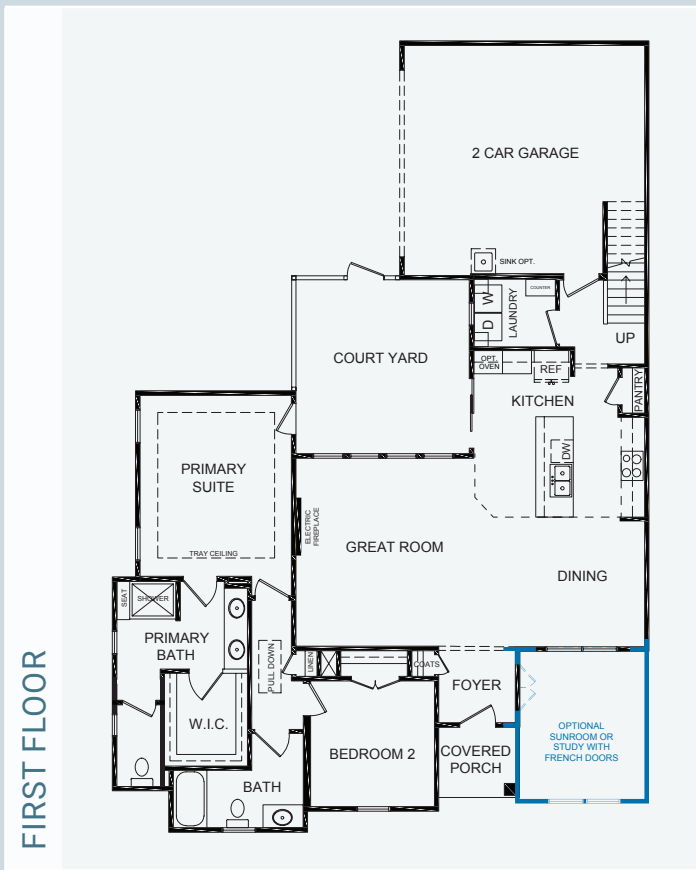 2 CAR GARAGE
SINK OPT.
W
D
LAUNDRY
COUNTER
UP
COURT YARD
OPT.
OVEN
REF
KITCHEN
PANTRY
DW
PRIMARY
SUITE
TRAY CEILING
ELECTRIC
FIREPLACE
GREAT ROOM
DINING
SEAT
SHOWER
PRIMARY
BATH
PULL DOWN
LINEN
COATS
FOYER
W.I.C.
BEDROOM 2
COVERED
PORCH
OPTIONAL
SUNROOM OR
STUDY WITH
FRENCH DOORS
BATH
FIRST FLOOR